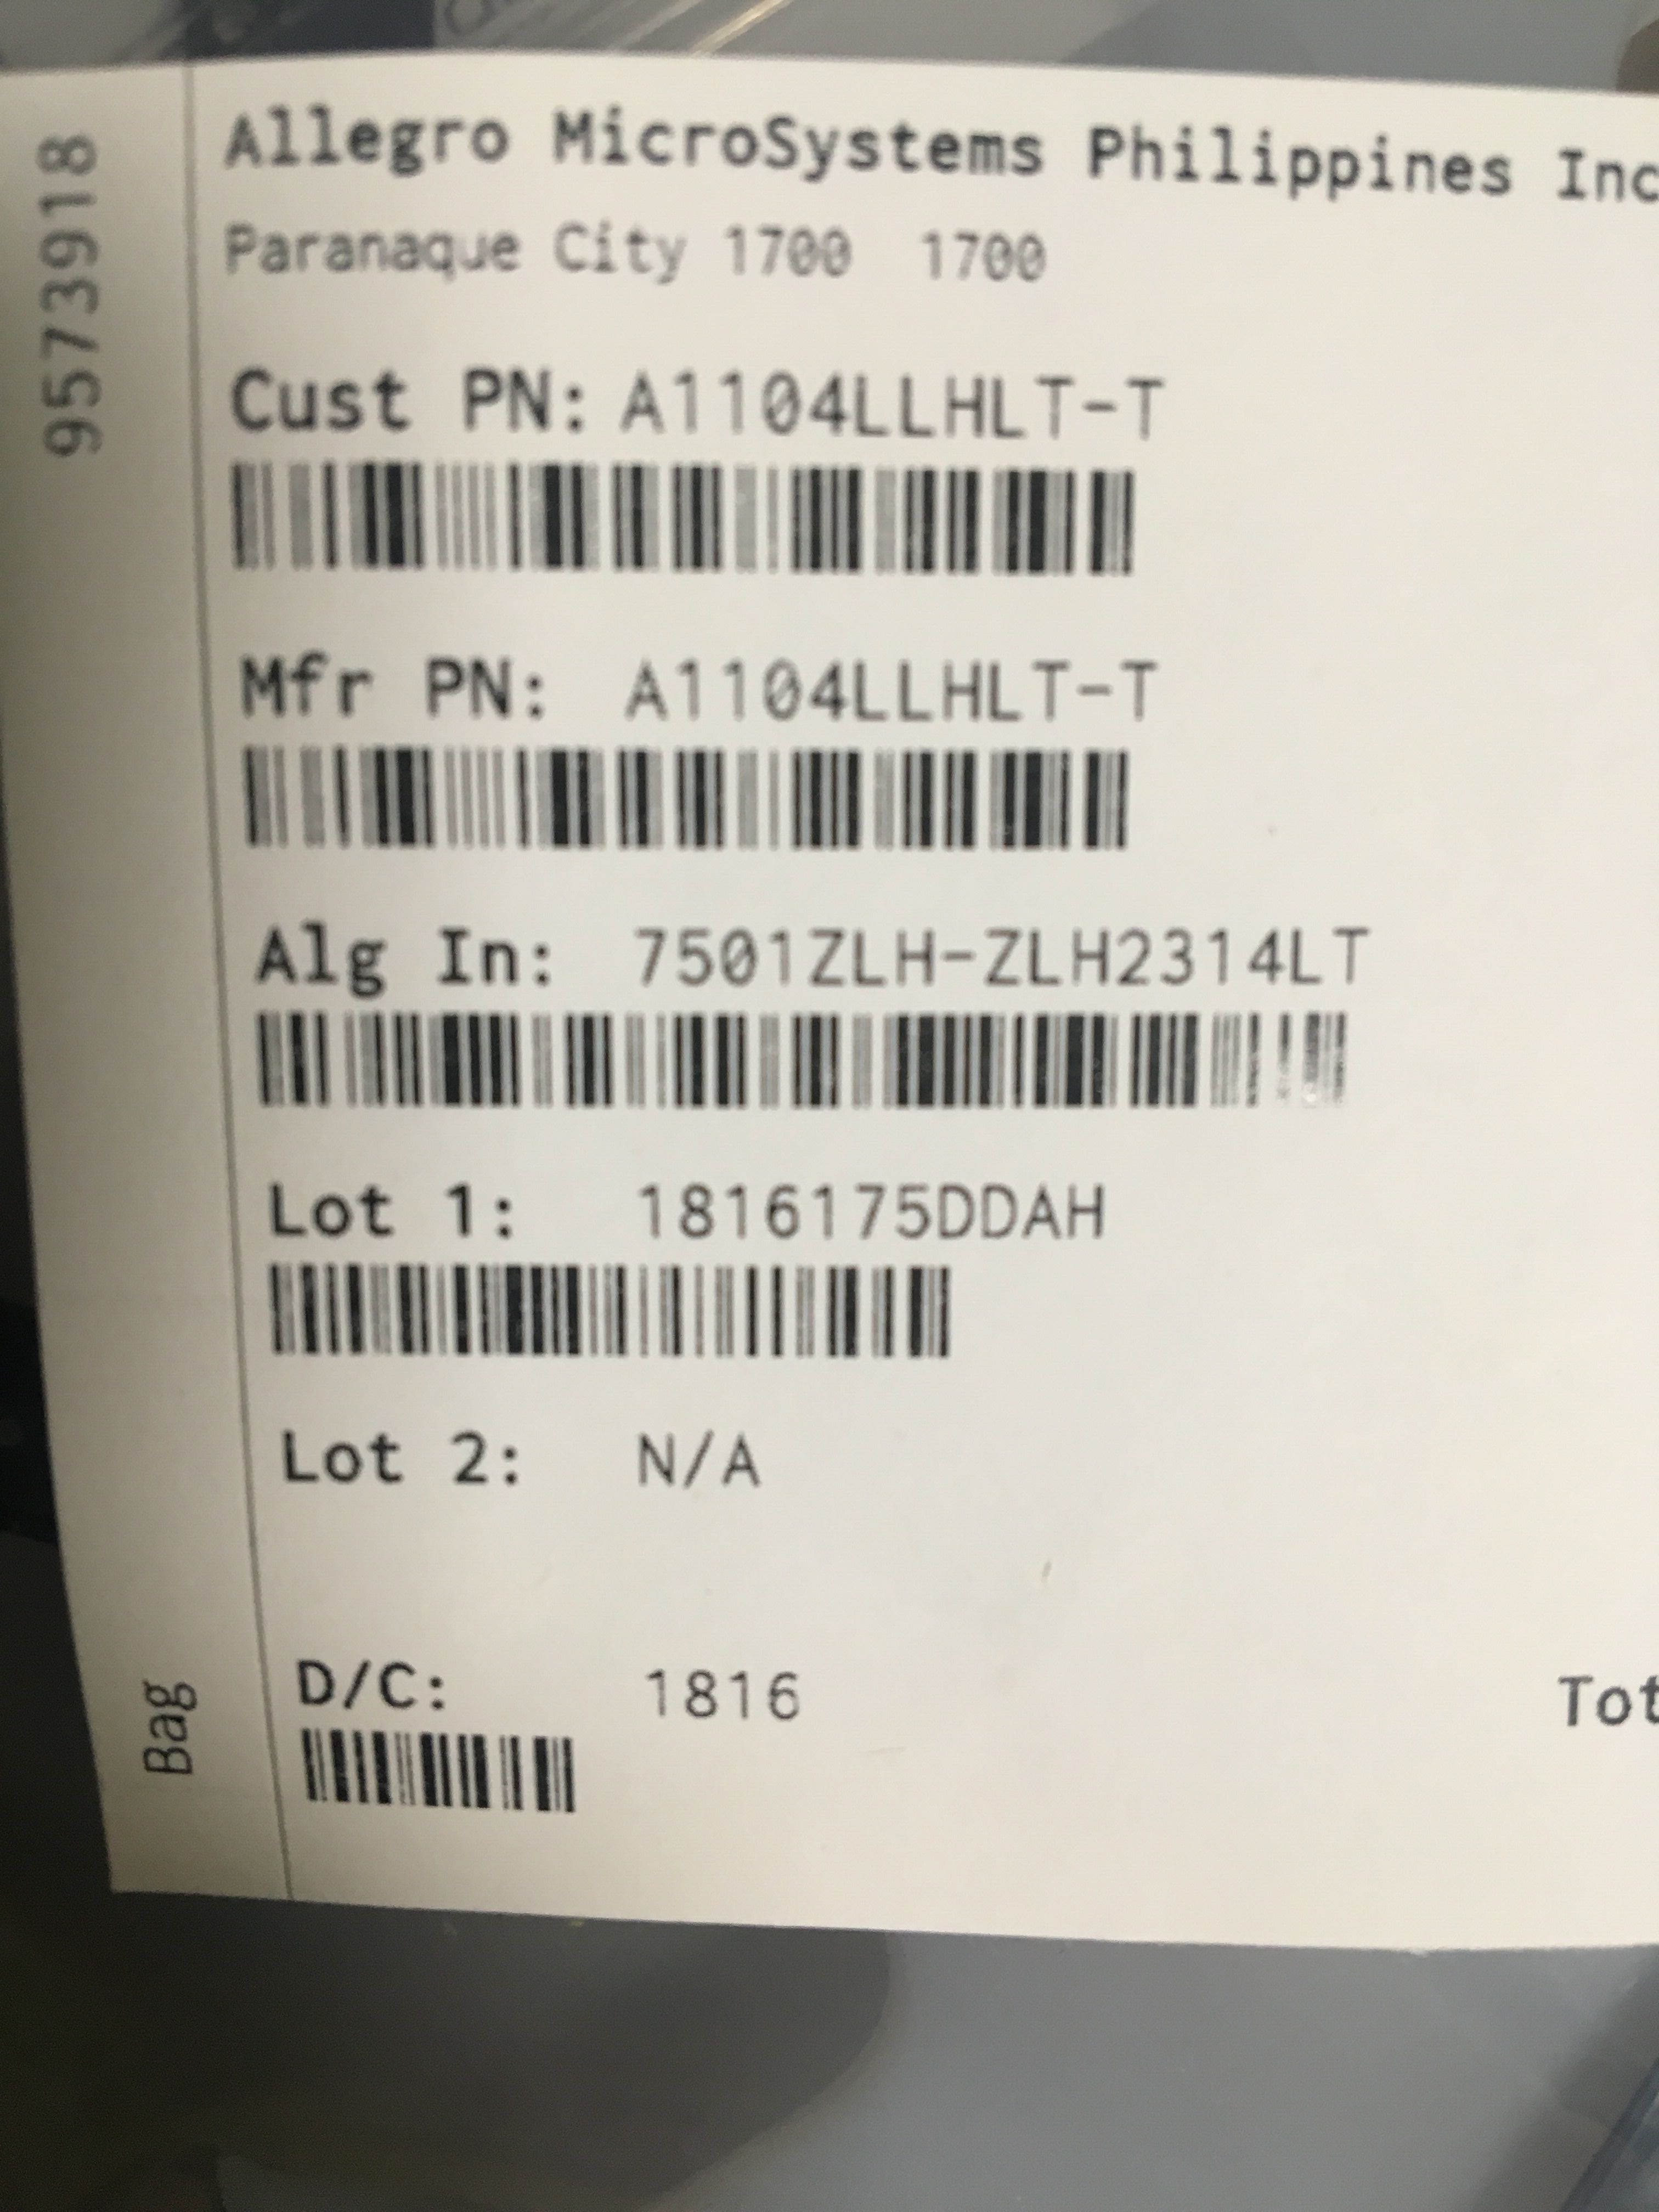 Allegro MicroSystems Philippines Inc
Paranaque City 1700 1700
95739918
Cust PN: A1104LLHLT-T
Mfr PN: A1104LLHLT-T
Alg In: 7501ZLH-ZLH2314LT
Lot 1: 1816175DDAH
Lot 2: N/A
D/C: 1816
Tot
Bag